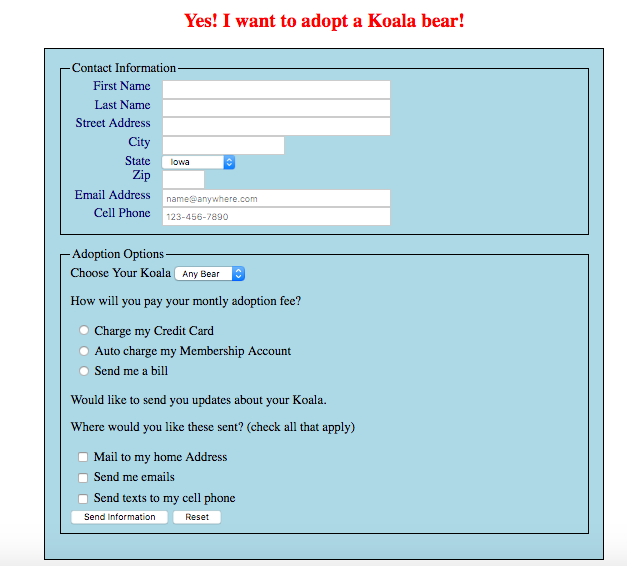 Yes! I want to adopt a Koala bear!
Contact Information
First Name
Last Name
Street Address
City
State Iowa
Zip
Email Address name@anywhere.com
Cell Phone 123-456-7890
Adoption Options
Choose Your Koala Any Bear
How will you pay your montly adoption fee?
Charge my Credit Card
Auto charge my Membership Account
Send me a bill
Would like to send you updates about your Koala.
Where would you like these sent? (check all that apply)
Mail to my home Address
Send me emails
Send texts to my cell phone
Send Information Reset